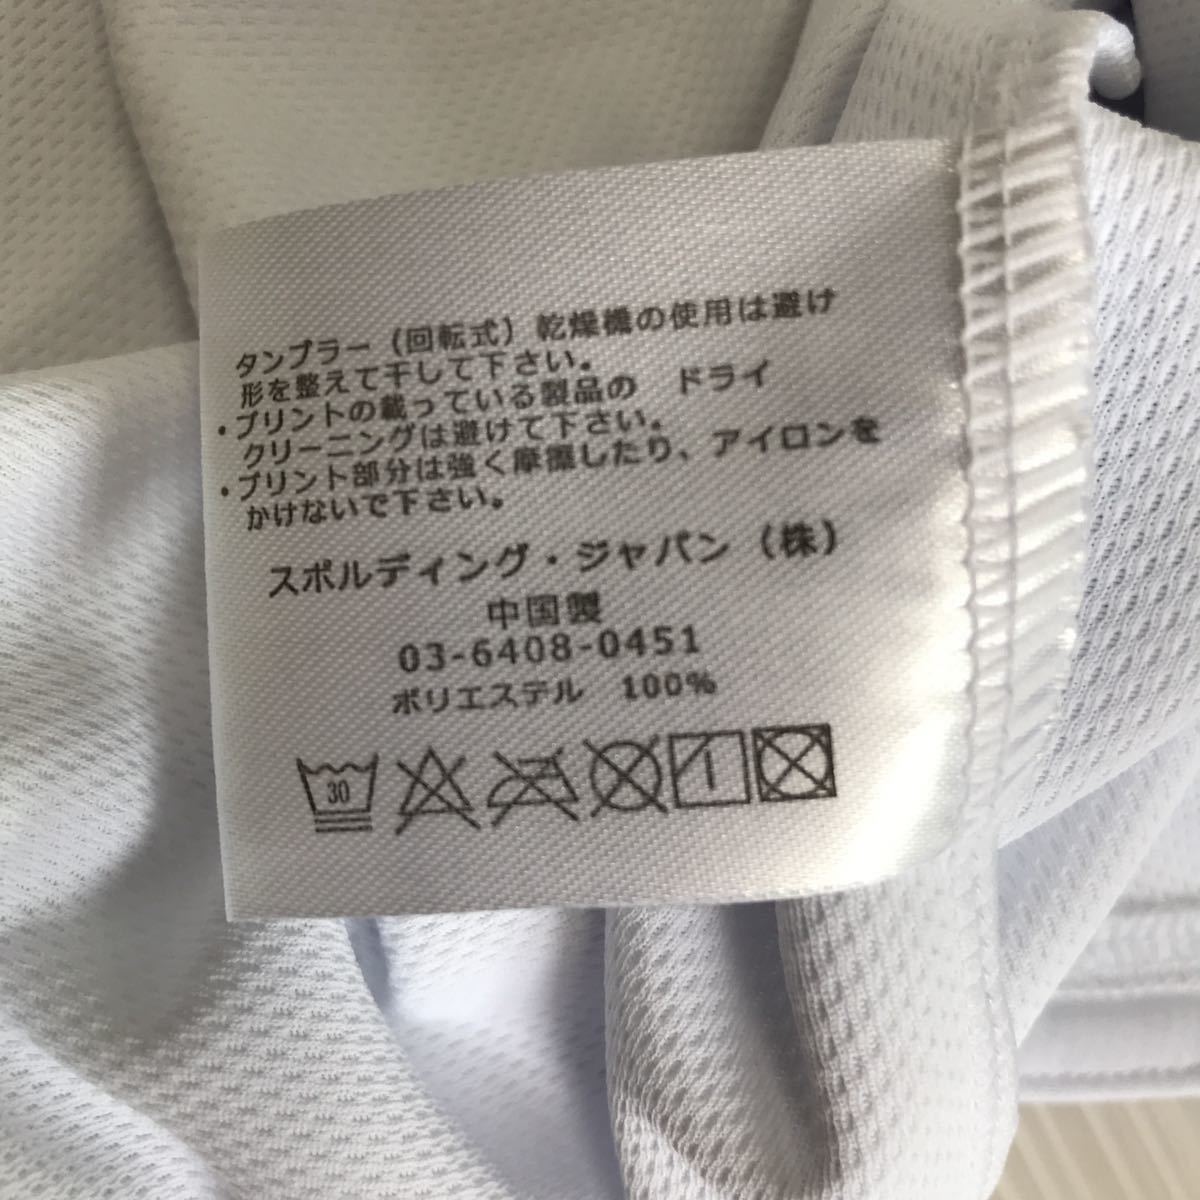 タンブラー（回転式）乾燥機の使用は避け
形を整えて干して下さい。
・プリントの載っている製品の　ドライ
クリーニングは避けて下さい。
・プリント部分は強く摩擦したり、アイロンを
かけないで下さい。
スポルディング・ジャパン（株）
中国製
03-6408-0451
ポリエステル　100%
30